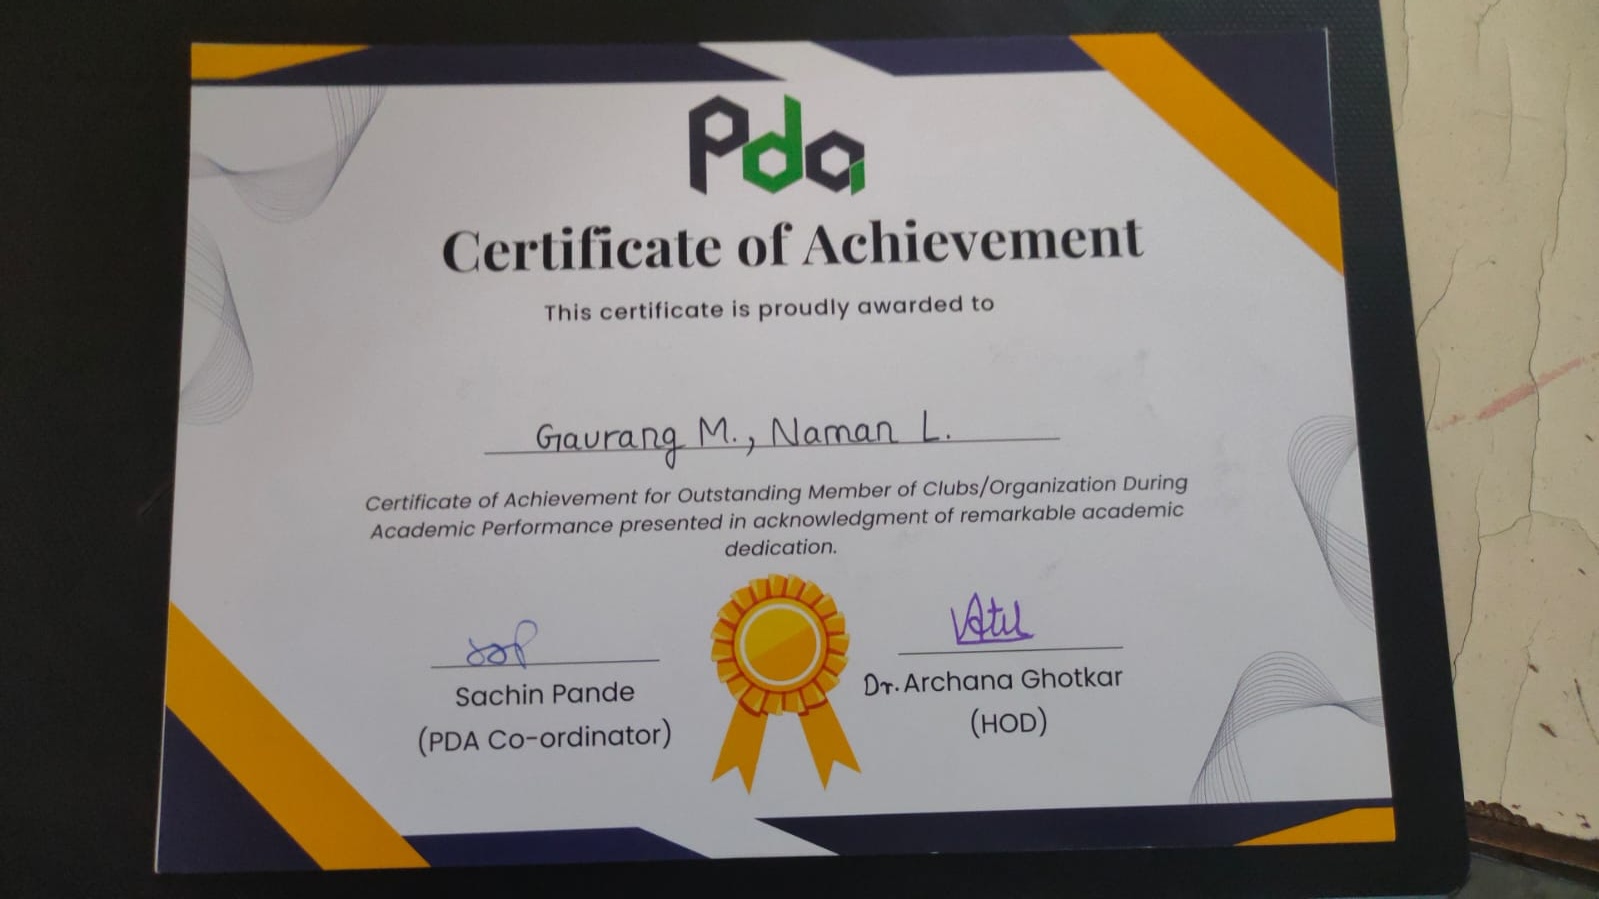 Pda
Certificate of Achievement
This certificate is proudly awarded to
Gaurang M., Naman L.
Certificate of Achievement for Outstanding Member of Clubs/Organization During
Academic Performance presented in acknowledgment of remarkable academic
dedication.
Sachin Pande
(PDA Co-ordinator)
Dr. Archana Ghotkar
(HOD)